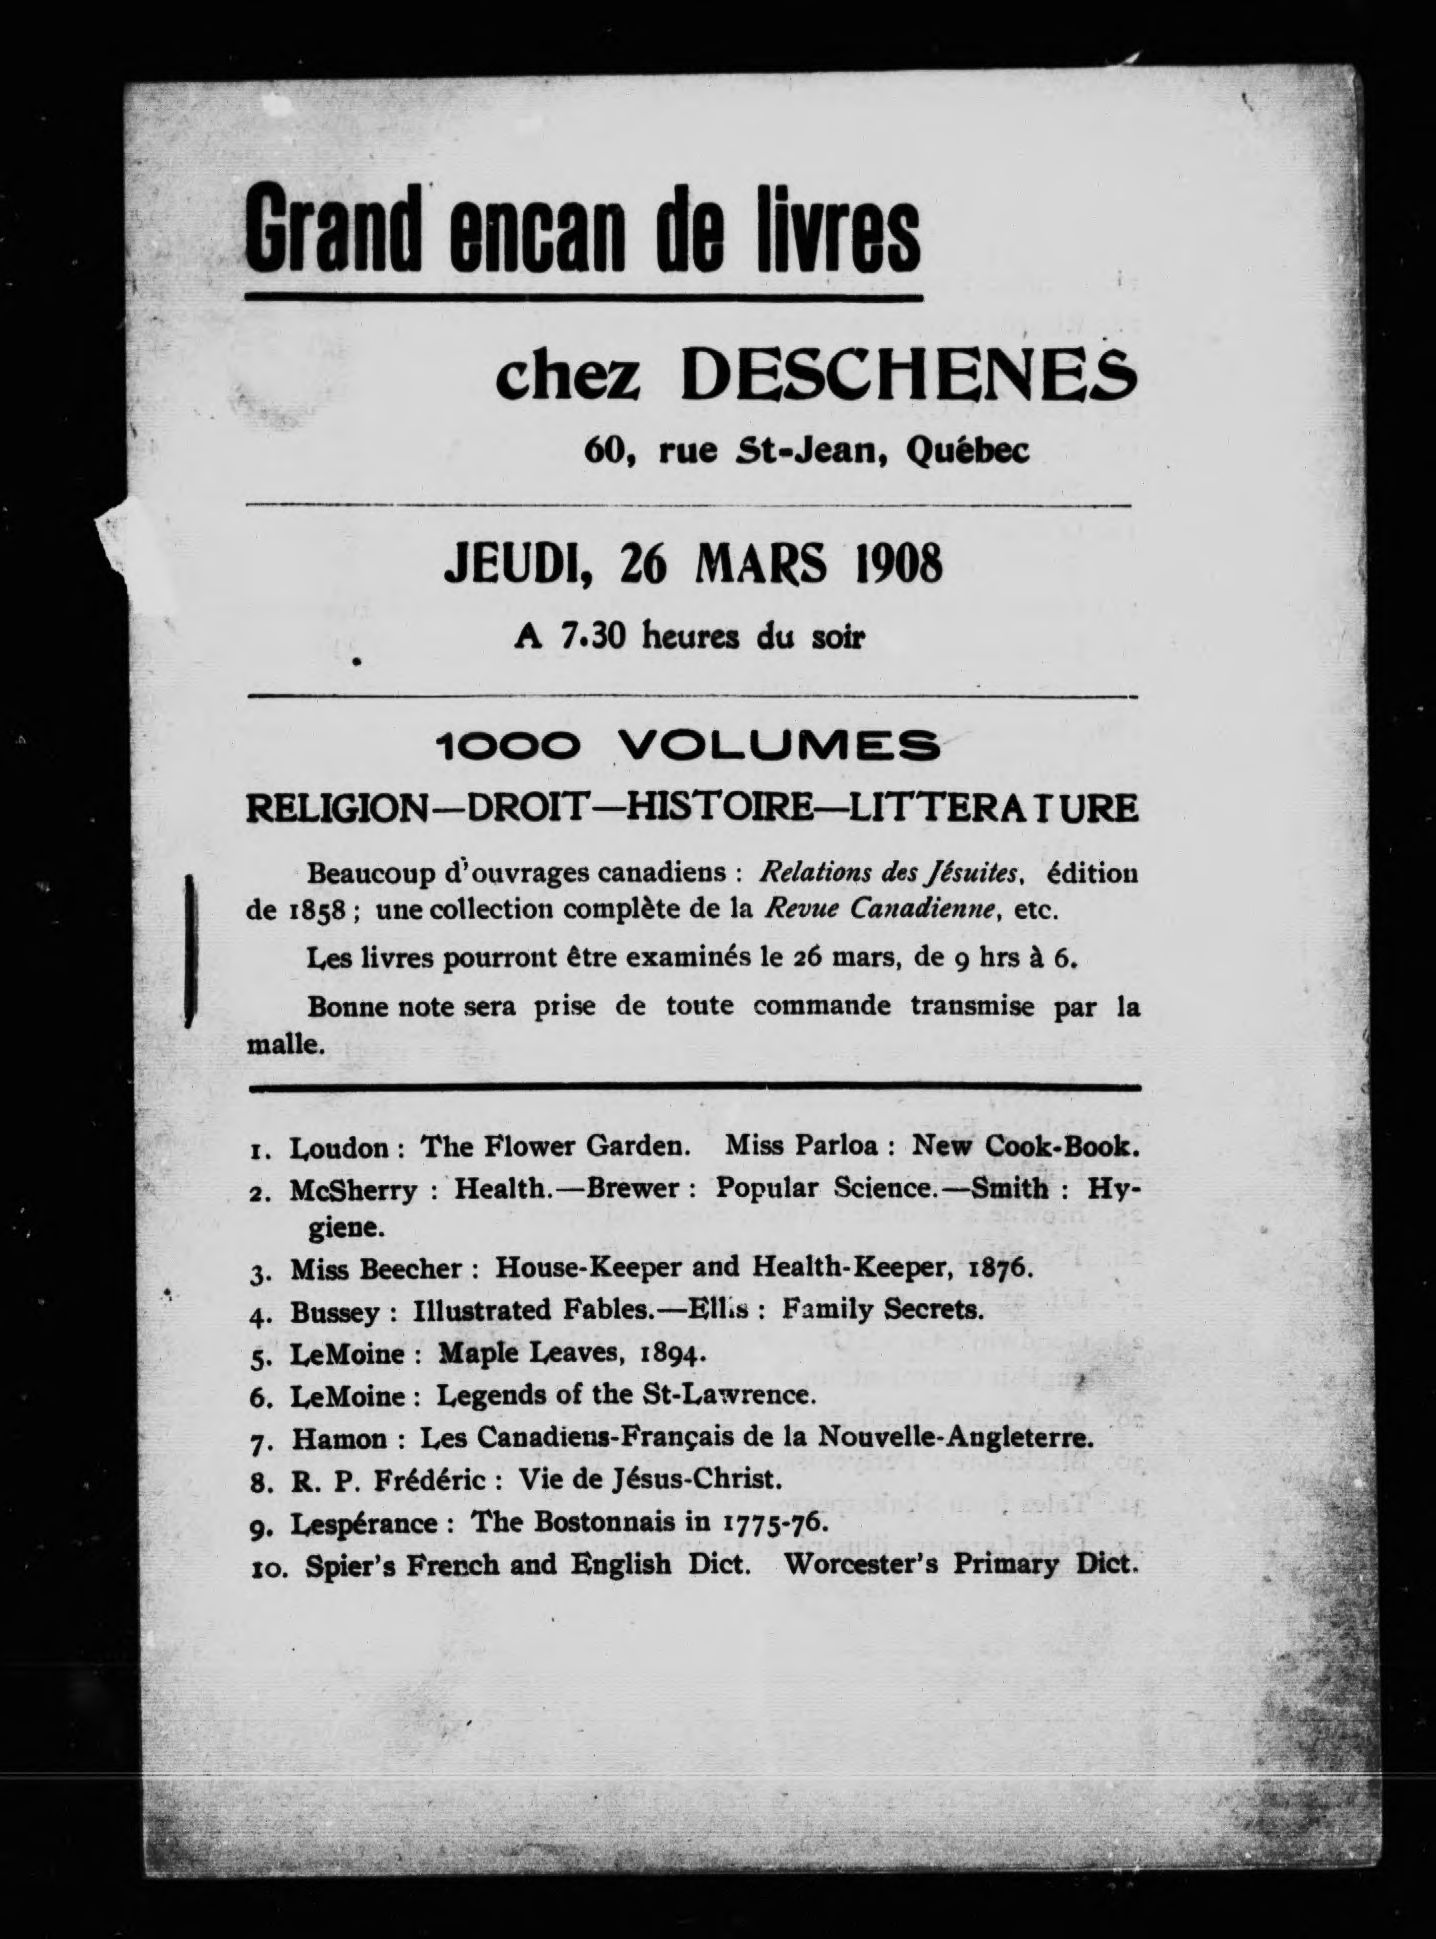 Grand encan de livres
chez DESCHENES
60, rue St-Jean, Québec
JEUDI, 26 MARS 1908
A 7.30 heures du soir
1000 VOLUMES
RELIGION—DROIT—HISTOIRE—LITTERATURE
Beaucoup d'ouvrages canadiens : Relations des Jésuites, édition
de 1858 ; une collection complète de la Revue Canadienne, etc.
Les livres pourront être examinés le 26 mars, de 9 hrs à 6.
Bonne note sera prise de toute commande transmise par la
malle.
1. Loudon : The Flower Garden. Miss Parloa : New Cook-Book.
2. McSherry : Health.—Brewer : Popular Science.—Smith : Hy-
giene.
3. Miss Beecher : House-Keeper and Health-Keeper, 1876.
4. Bussey : Illustrated Fables.—Ellis : Family Secrets.
5. LeMoine : Maple Leaves, 1894.
6. LeMoine : Legends of the St-Lawrence.
7. Hamon : Les Canadiens-Français de la Nouvelle-Angleterre.
8. R. P. Frédéric : Vie de Jésus-Christ.
9. Lespérance : The Bostonnais in 1775-76.
10. Spier's French and English Dict. Worcester's Primary Dict.